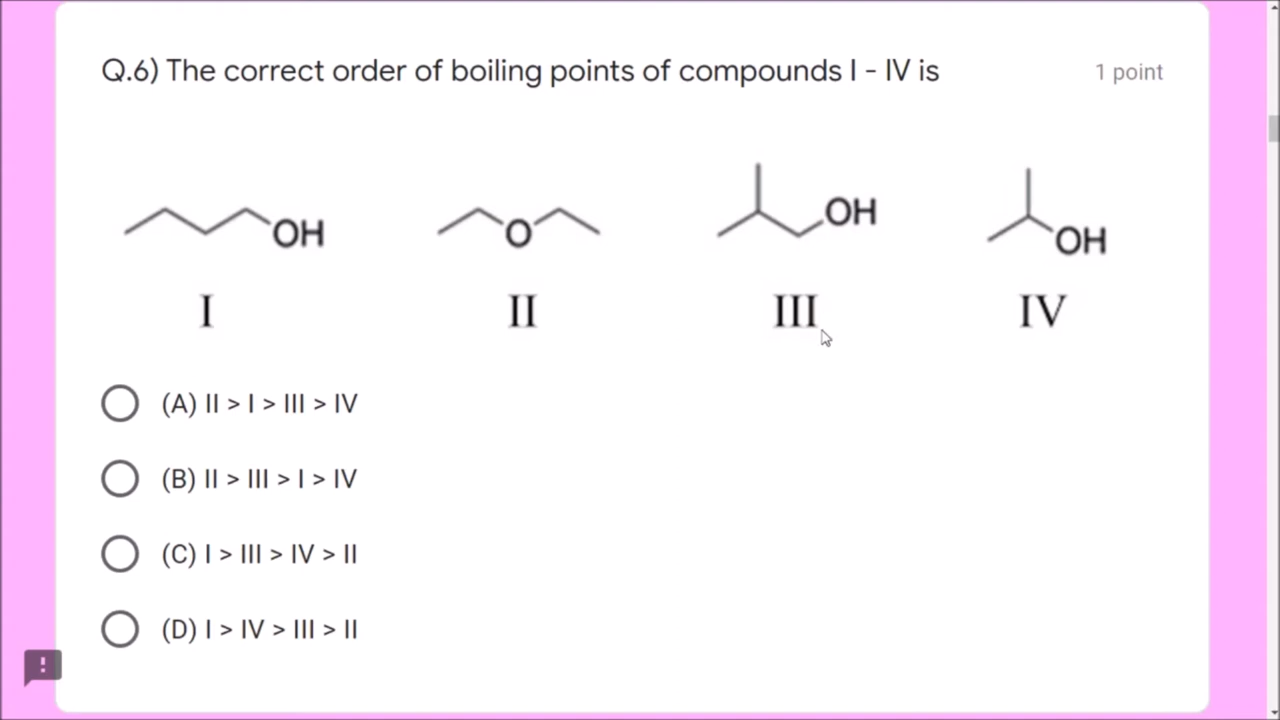 Q.6) The correct order of boiling points of compounds I - IV is
1 point
OH
O
OH
OH
I
II
III
IV
(A) II > I > III > IV
(B) II > III > I > IV
(C) I > III > IV > II
(D) I > IV > III > II
!